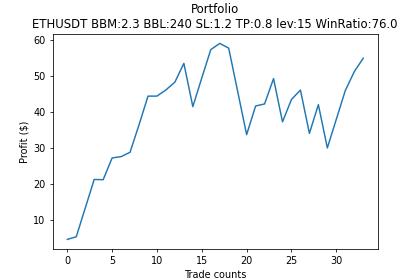 Portfolio
ETHUSDT BBM:2.3 BBL:240 SL:1.2 TP:0.8 lev:15 WinRatio:76.0
60
50
40
30
20
10
Profit ($)
0 5 10 15 20 25 30
Trade counts